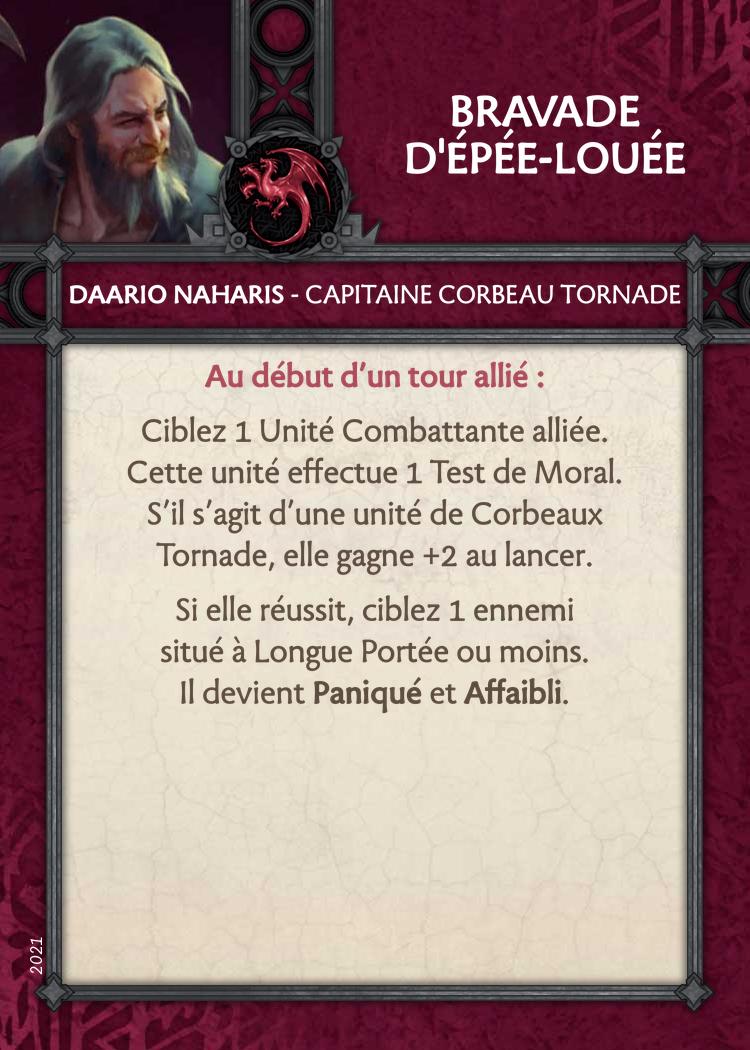 BRAVADE
D'ÉPÉE-LOUÉE
DAARIO NAHARIS - CAPITAINE CORBEAU TORNADE
Au début d’un tour allié :
Ciblez 1 Unité Combattante alliée.
Cette unité effectue 1 Test de Moral.
S’il s’agit d’une unité de Corbeaux
Tornade, elle gagne +2 au lancer.
Si elle réussit, ciblez 1 ennemi
situé à Longue Portée ou moins.
Il devient Paniqué et Affaibli.
2021